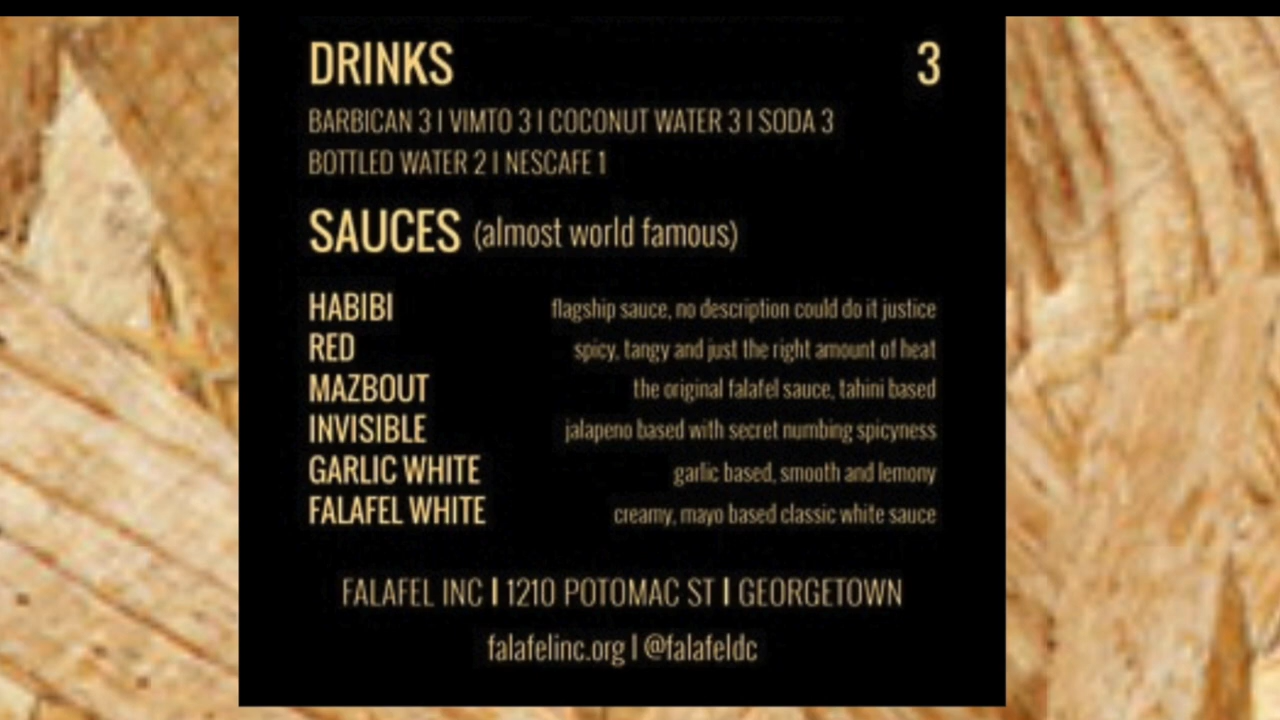 DRINKS 3
BARBICAN 3 | VIMTO 3 | COCONUT WATER 3 | SODA 3
BOTTLED WATER 2 | NESCAFE 1
SAUCES (almost world famous)
HABIBI flagship sauce, no description could do it justice
RED spicy, tangy and just the right amount of heat
MAZBOUT the original falafel sauce, tahini based
INVISIBLE jalapeno based with secret numbing spicyness
GARLIC WHITE garlic based, smooth and lemony
FALAFEL WHITE creamy, mayo based classic white sauce
FALAFEL INC | 1210 POTOMAC ST | GEORGETOWN
falafelinc.org | @falafeldc